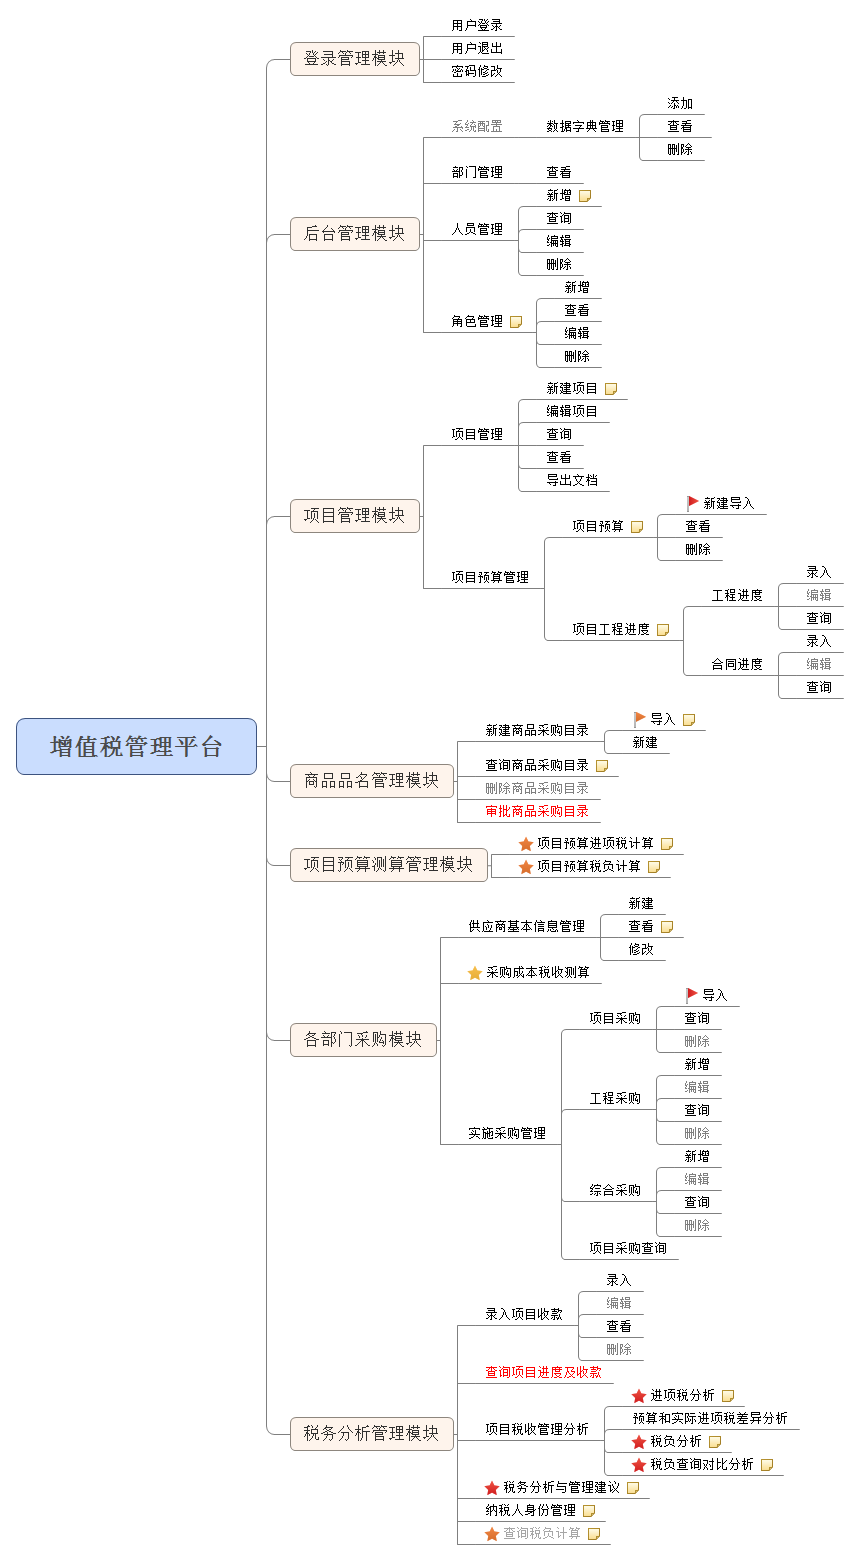 增值税管理平台
登录管理模块
用户登录
用户退出
密码修改
后台管理模块
系统配置
数据字典管理
添加
查看
删除
部门管理
查看
人员管理
新增
查询
编辑
删除
角色管理
新增
查看
编辑
删除
项目管理模块
项目管理
新建项目
编辑项目
查询
查看
导出文档
项目预算管理
项目预算
新建导入
查看
删除
项目工程进度
工程进度
录入
编辑
查询
合同进度
录入
编辑
查询
商品品名管理模块
新建商品采购目录
导入
新建
查询商品采购目录
删除商品采购目录
审批商品采购目录
项目预算测算管理模块
项目预算进项税计算
项目预算税负计算
各部门采购模块
供应商基本信息管理
新建
查看
修改
采购成本税收测算
实施采购管理
项目采购
导入
查询
删除
工程采购
新增
编辑
查询
删除
综合采购
新增
编辑
查询
删除
项目采购查询
税务分析管理模块
录入项目收款
录入
编辑
查看
删除
查询项目进度及收款
项目税收管理分析
进项税分析
预算和实际进项税差异分析
税负分析
税负查询对比分析
税务分析与管理建议
纳税人身份管理
查询税负计算